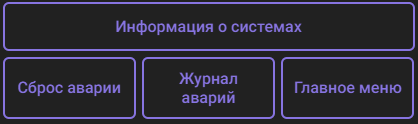 Информация о системах
Сброс аварии
Журнал
аварий
Главное меню